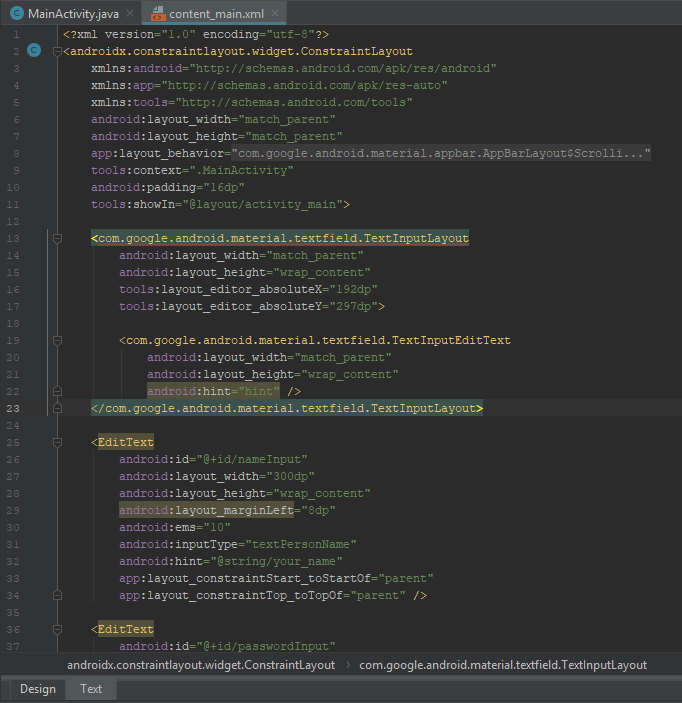 MainActivity.java content_main.xml
1 <?xml version="1.0" encoding="utf-8"?>
2 <androidx.constraintlayout.widget.ConstraintLayout
3 xmlns:android="http://schemas.android.com/apk/res/android"
4 xmlns:app="http://schemas.android.com/apk/res-auto"
5 xmlns:tools="http://schemas.android.com/tools"
6 android:layout_width="match_parent"
7 android:layout_height="match_parent"
8 app:layout_behavior="com.google.android.material.appbar.AppBarLayout$Scrolli..."
9 tools:context=".MainActivity"
10 android:padding="16dp"
11 tools:showIn="@layout/activity_main">
12
13 <com.google.android.material.textfield.TextInputLayout
14 android:layout_width="match_parent"
15 android:layout_height="wrap_content"
16 tools:layout_editor_absoluteX="192dp"
17 tools:layout_editor_absoluteY="297dp">
18
19 <com.google.android.material.textfield.TextInputEditText
20 android:layout_width="match_parent"
21 android:layout_height="wrap_content"
22 android:hint="hint" />
23 </com.google.android.material.textfield.TextInputLayout>
24
25 <EditText
26 android:id="@+id/nameInput"
27 android:layout_width="300dp"
28 android:layout_height="wrap_content"
29 android:layout_marginLeft="8dp"
30 android:ems="10"
31 android:inputType="textPersonName"
32 android:hint="@string/your_name"
33 app:layout_constraintStart_toStartOf="parent"
34 app:layout_constraintTop_toTopOf="parent" />
35
36 <EditText
37 android:id="@+id/passwordInput"
androidx.constraintlayout.widget.ConstraintLayout › com.google.android.material.textfield.TextInputLayout
Design Text